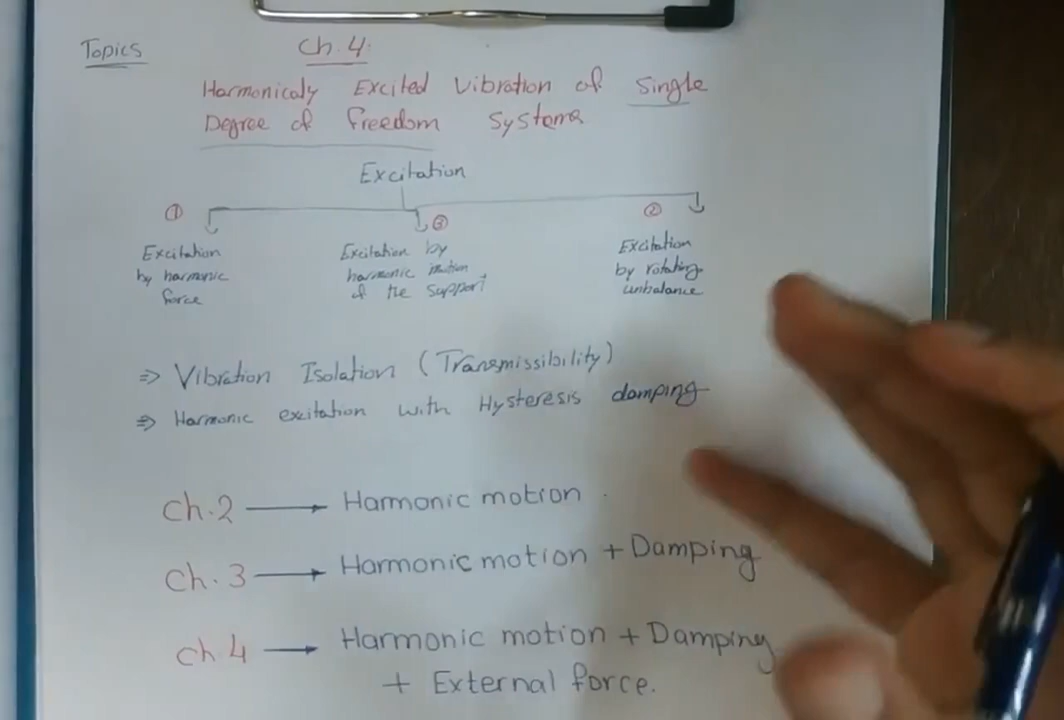 Topics
Ch.4.
Harmonicaly Excited Vibration of Single
Degree of freedom Systems
Excitation
① ③ ②
Excitation
by harmonic
force
Excitation by
harmonic motion
of the support
Excitation
by rotating
unbalance
⇒ Vibration Isolation (Transmissibility)
⇒ Harmonic excitation with Hysteresis damping
Ch.2 → Harmonic motion.
Ch.3 → Harmonic motion + Damping
Ch.4 → Harmonic motion + Damping
+ External force.